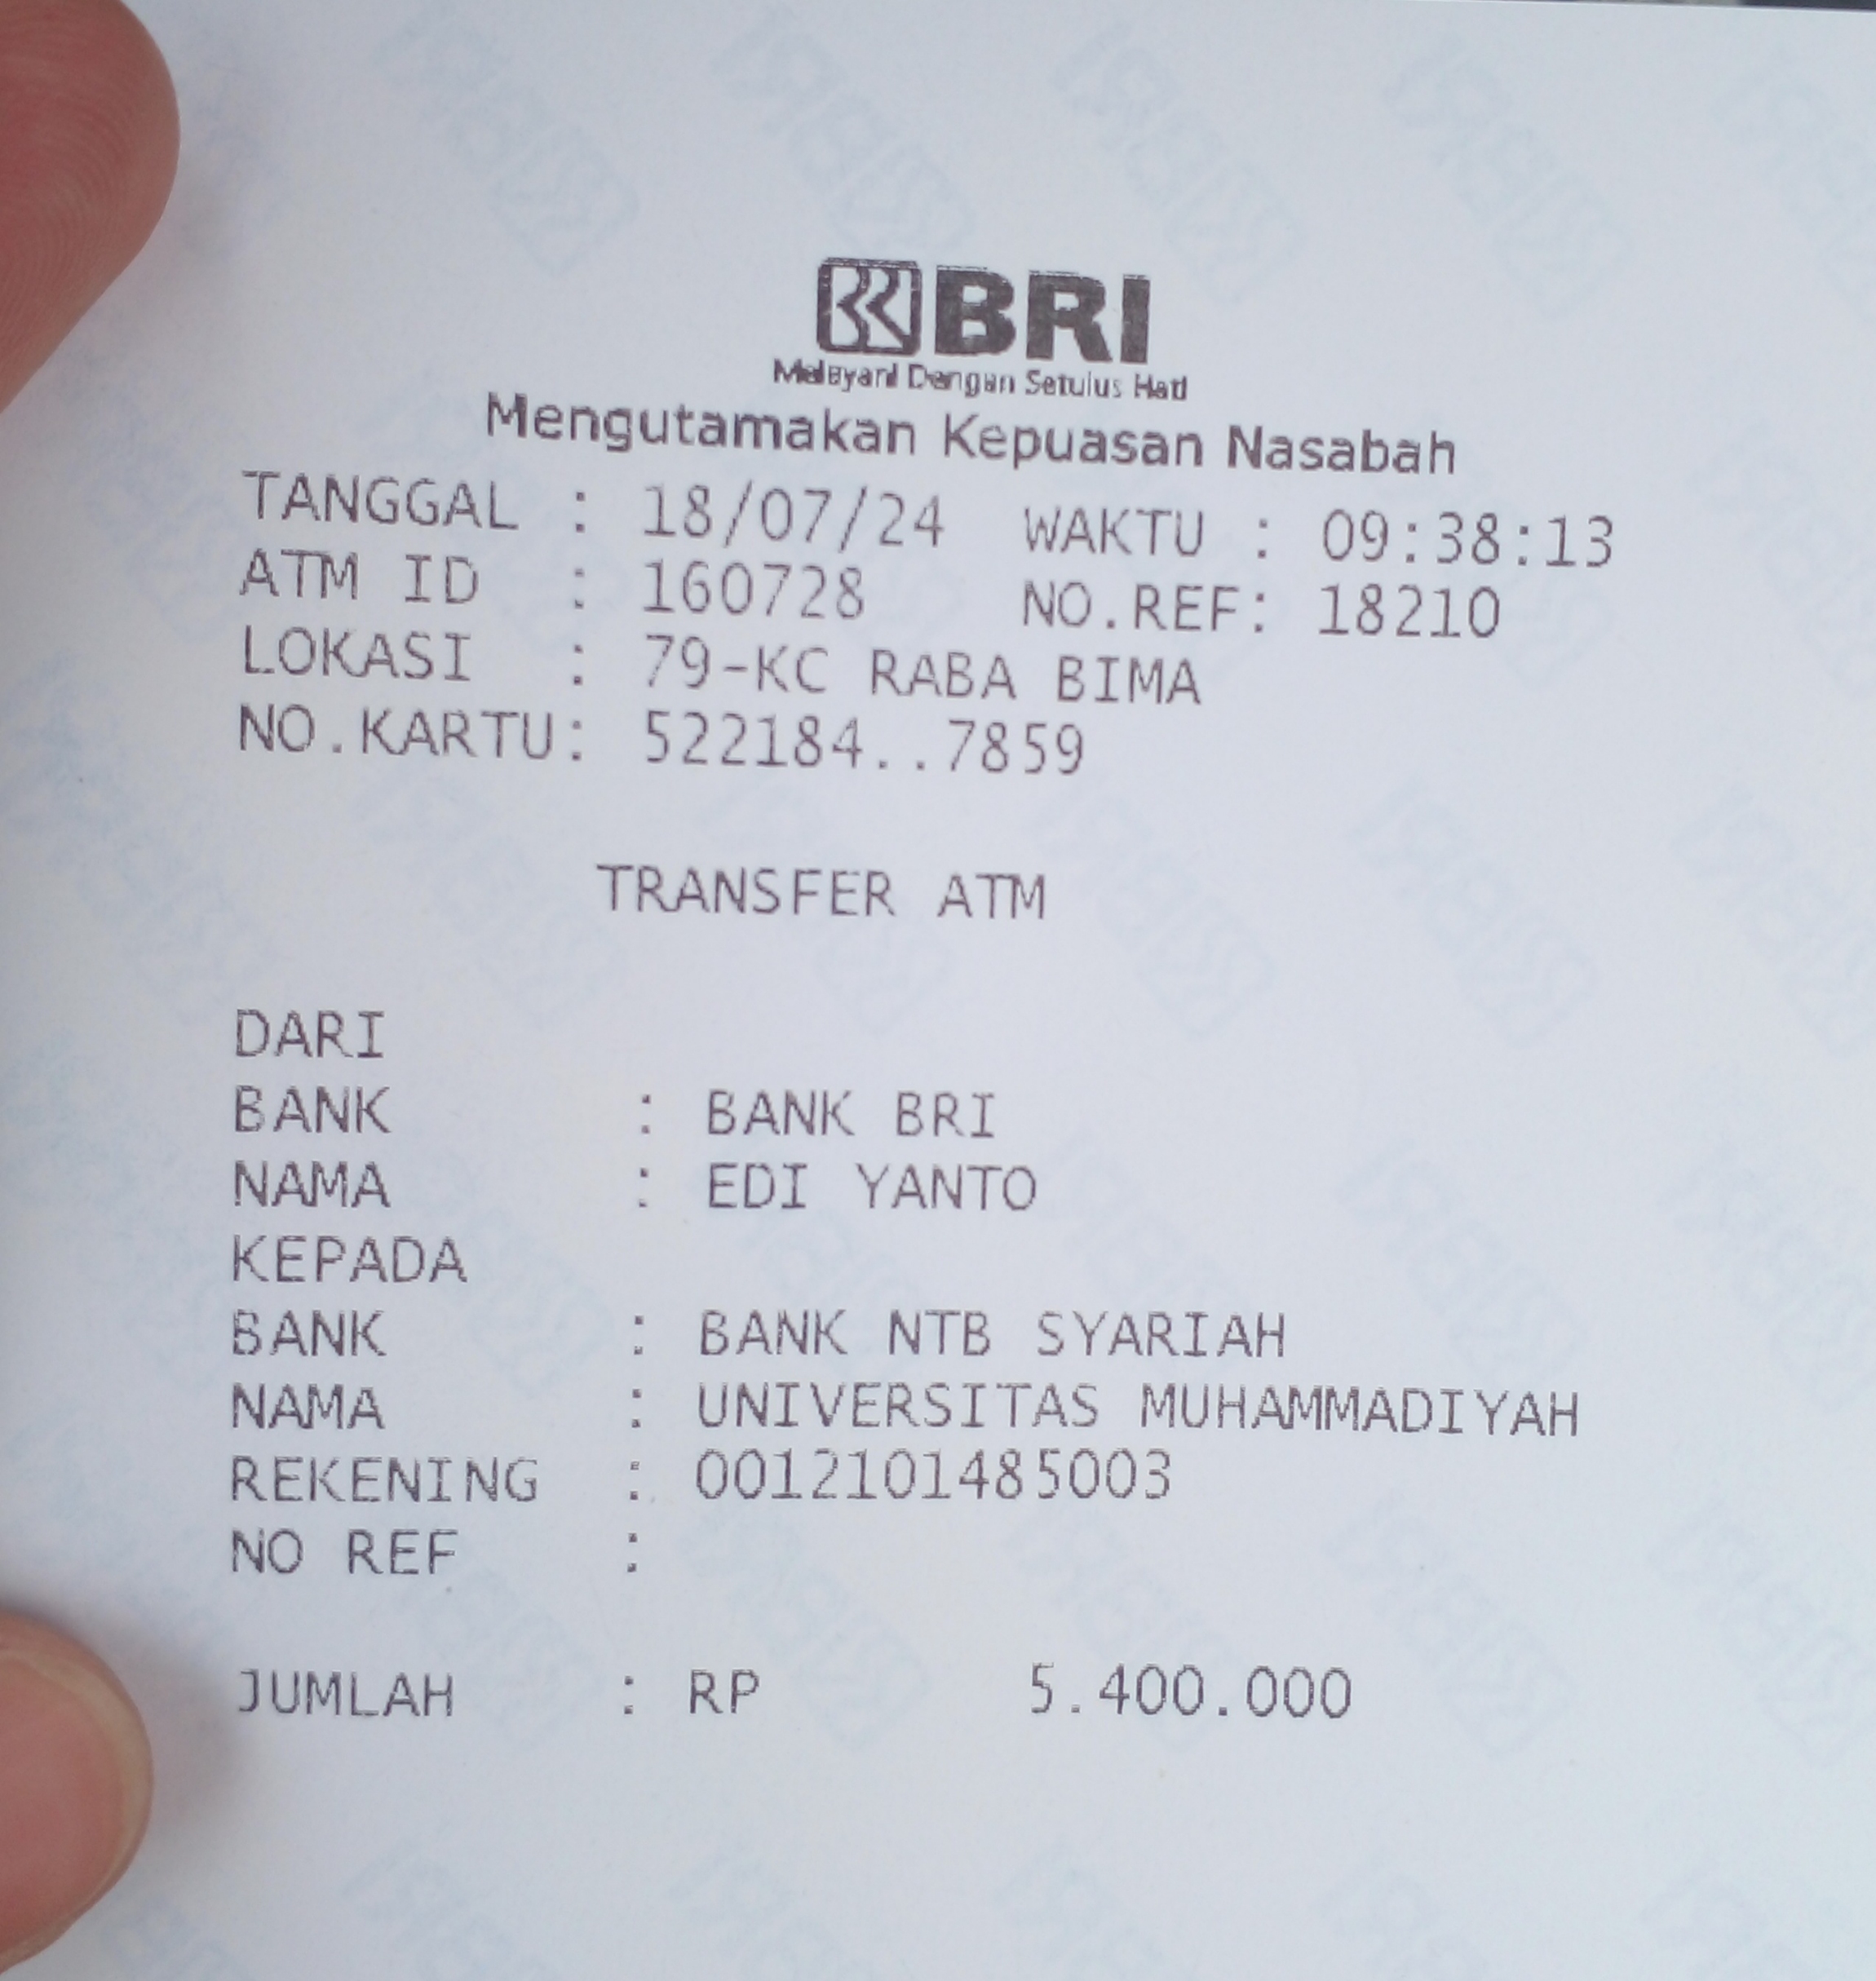 BRI
Melayani Dengan Setulus Hati
Mengutamakan Kepuasan Nasabah
TANGGAL : 18/07/24 WAKTU : 09:38:13
ATM ID : 160728 NO.REF: 18210
LOKASI : 79-KC RABA BIMA
NO.KARTU: 522184..7859
TRANSFER ATM
DARI
BANK : BANK BRI
NAMA : EDI YANTO
KEPADA
BANK : BANK NTB SYARIAH
NAMA : UNIVERSITAS MUHAMMADIYAH
REKENING : 0012101485003
NO REF :
JUMLAH : RP 5.400.000